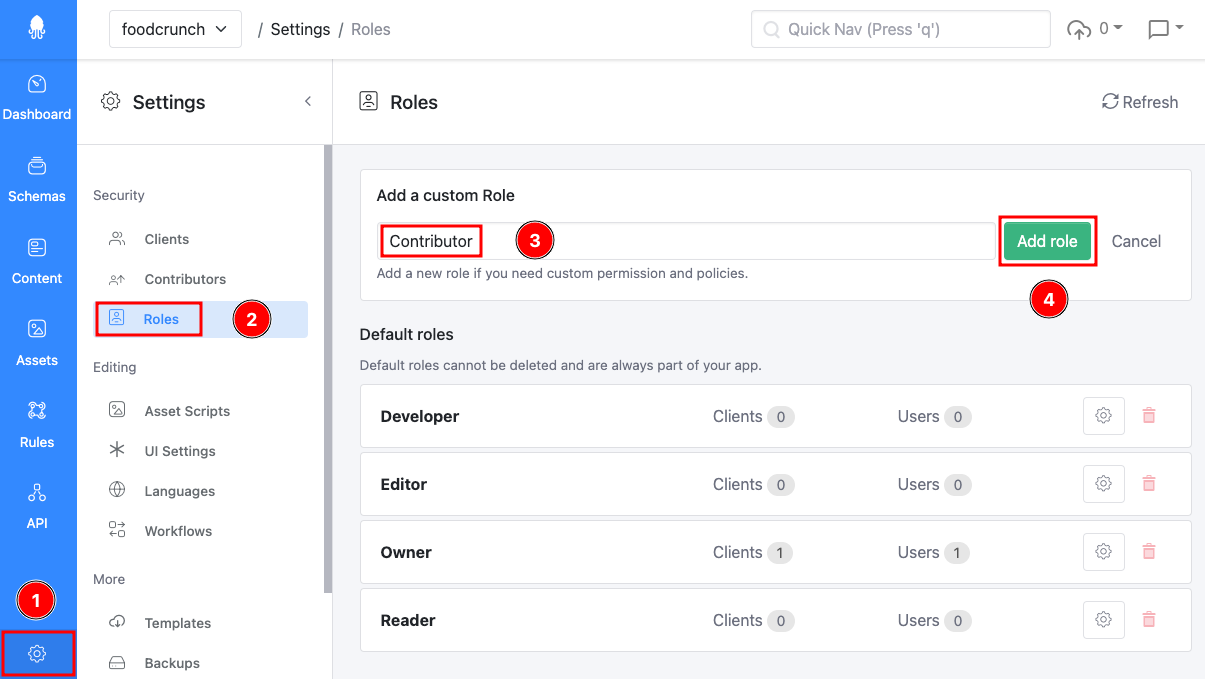 foodcrunch / Settings / Roles
Quick Nav (Press 'q')
0
Dashboard
Schemas
Content
Assets
Rules
API
1
Settings
Security
Clients
Contributors
Roles
2
Editing
Asset Scripts
UI Settings
Languages
Workflows
More
Templates
Backups
Roles
Refresh
Add a custom Role
Contributor
3
Add role
Cancel
4
Add a new role if you need custom permission and policies.
Default roles
Default roles cannot be deleted and are always part of your app.
Developer Clients 0 Users 0
Editor Clients 0 Users 0
Owner Clients 1 Users 1
Reader Clients 0 Users 0